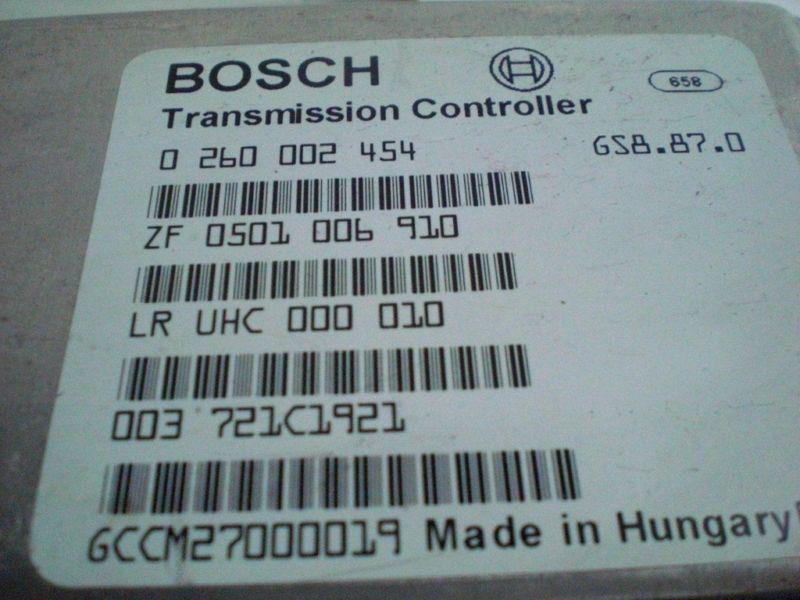 BOSCH
658
Transmission Controller
0 260 002 454
GS8.87.0
ZF 0501 006 910
LR UHC 000 010
003 721C1921
GCCM27000019 Made in Hungary